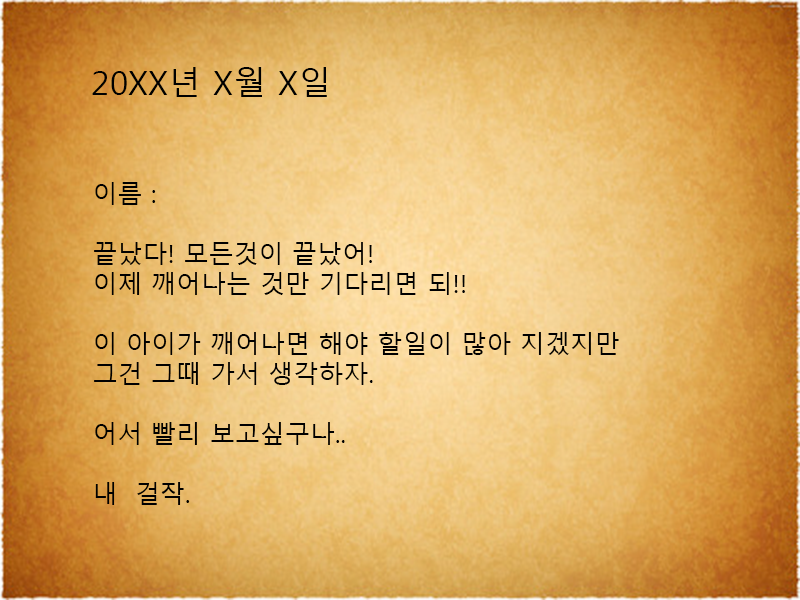 20XX년 X월 X일
이름 :
끝났다! 모든것이 끝났어!
이제 깨어나는 것만 기다리면 되!!
이 아이가 깨어나면 해야 할일이 많아 지겠지만
그건 그때 가서 생각하자.
어서 빨리 보고싶구나..
내 걸작.